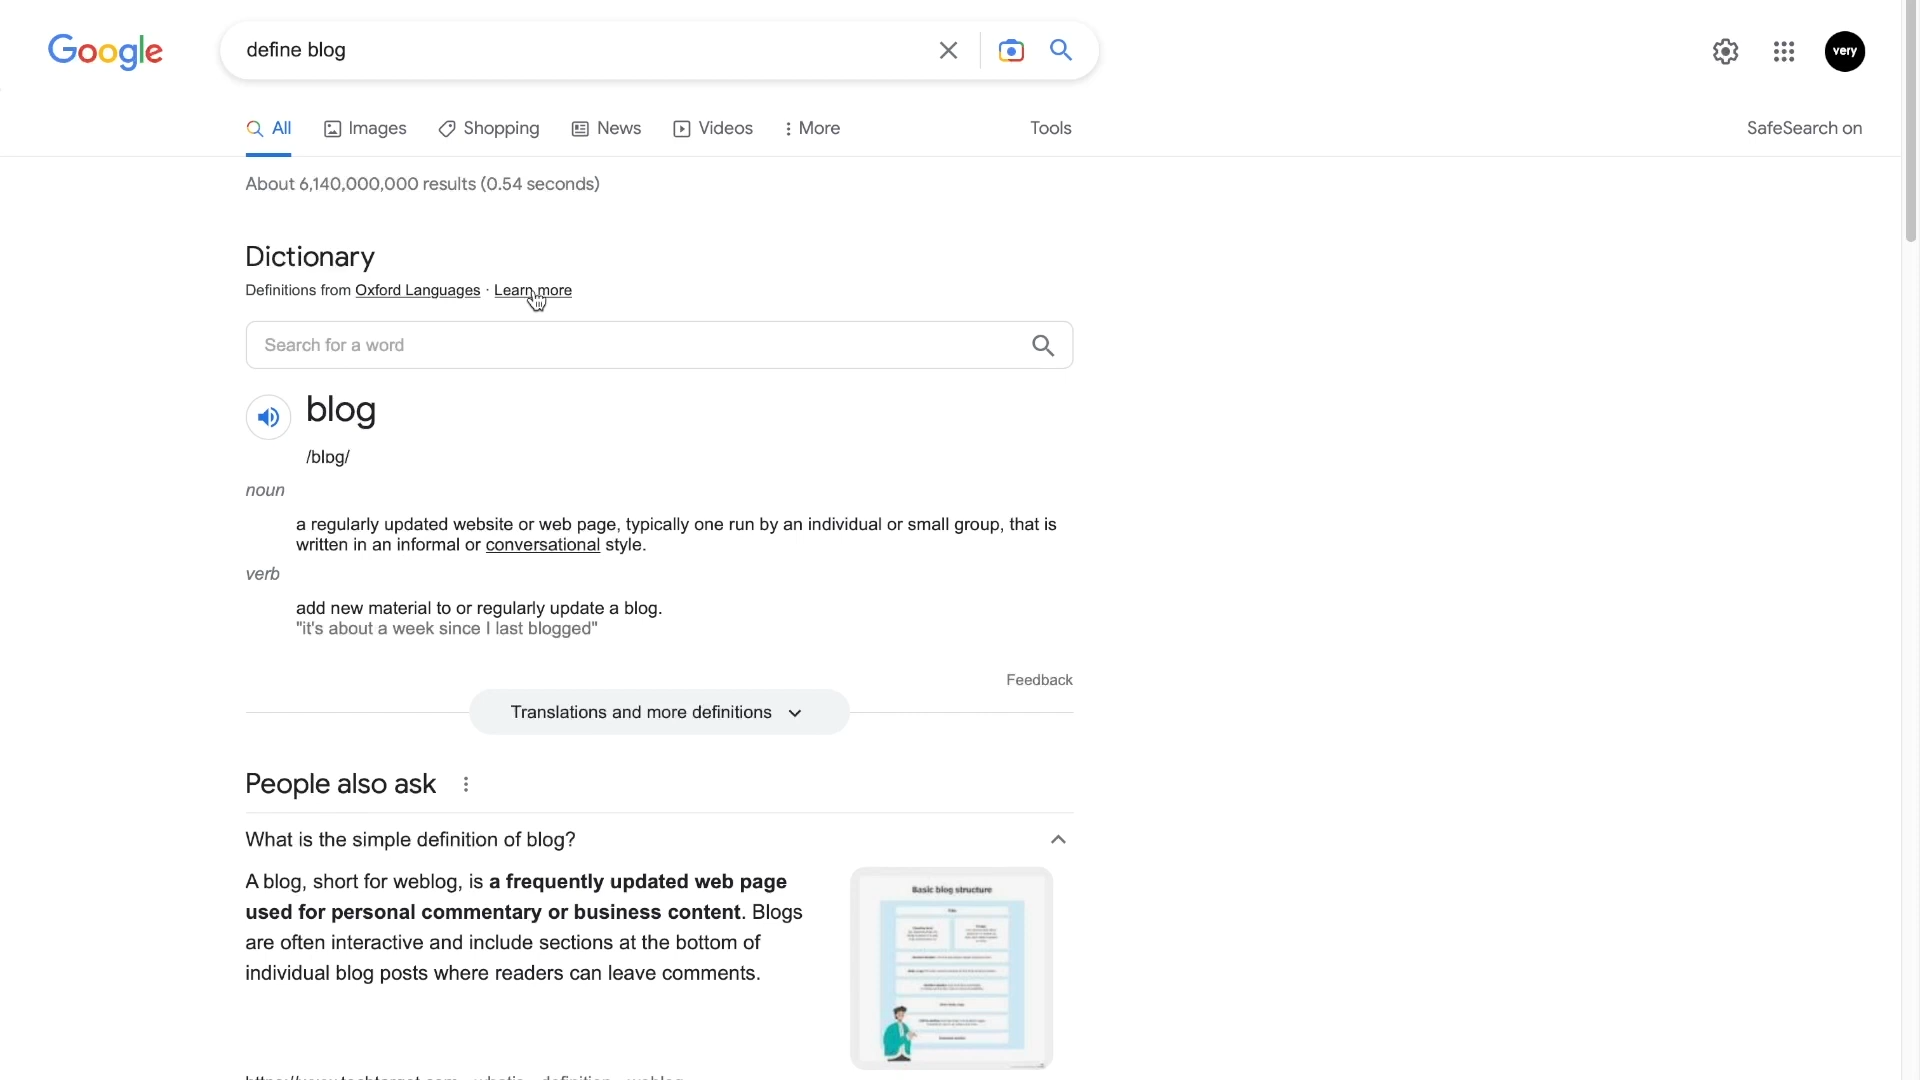 Google
define blog
very
All
Images
Shopping
News
Videos
More
Tools
SafeSearch on
About 6,140,000,000 results (0.54 seconds)
Dictionary
Definitions from Oxford Languages · Learn more
Search for a word
blog
/blɒɡ/
noun
a regularly updated website or web page, typically one run by an individual or small group, that is
written in an informal or conversational style.
verb
add new material to or regularly update a blog.
"it's about a week since I last blogged"
Feedback
Translations and more definitions
People also ask
What is the simple definition of blog?
A blog, short for weblog, is a frequently updated web page
used for personal commentary or business content. Blogs
are often interactive and include sections at the bottom of
individual blog posts where readers can leave comments.
Basic blog structure